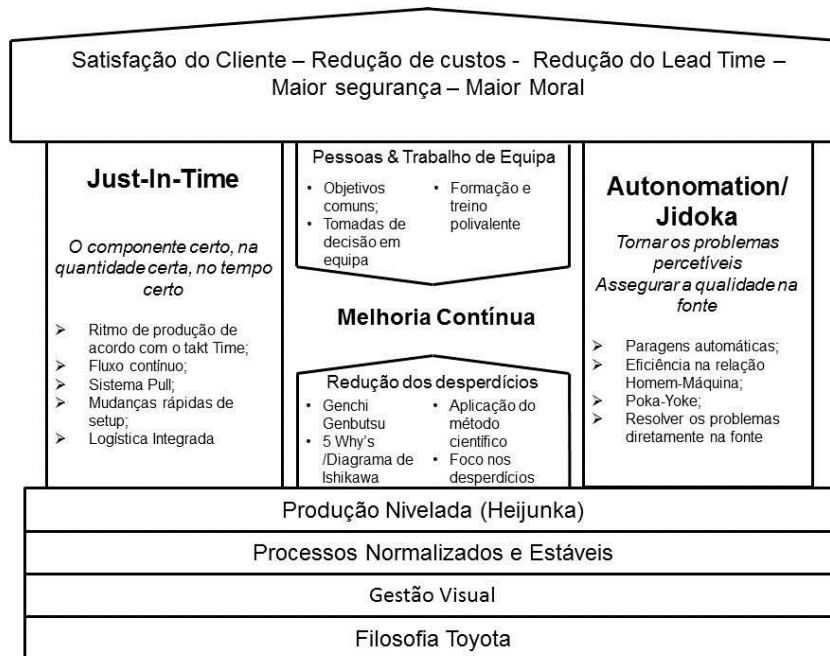 Satisfação do Cliente – Redução de custos - Redução do Lead Time –
Maior segurança – Maior Moral
Just-In-Time
O componente certo, na
quantidade certa, no tempo
certo
➢ Ritmo de produção de
acordo com o takt Time;
➢ Fluxo contínuo;
➢ Sistema Pull;
➢ Mudanças rápidas de
setup;
➢ Logística Integrada
Pessoas & Trabalho de Equipa
• Objetivos
comuns;
• Tomadas de
decisão em
equipa
• Formação e
treino
polivalente
Melhoria Contínua
Redução dos desperdícios
• Genchi
Genbutsu
• 5 Why's
/Diagrama de
Ishikawa
• Aplicação do
método
científico
• Foco nos
desperdícios
Autonomation/
Jidoka
Tornar os problemas
percetíveis
Assegurar a qualidade na
fonte
➢ Paragens automáticas;
➢ Eficiência na relação
Homem-Máquina;
➢ Poka-Yoke;
➢ Resolver os problemas
diretamente na fonte
Produção Nivelada (Heijunka)
Processos Normalizados e Estáveis
Gestão Visual
Filosofia Toyota